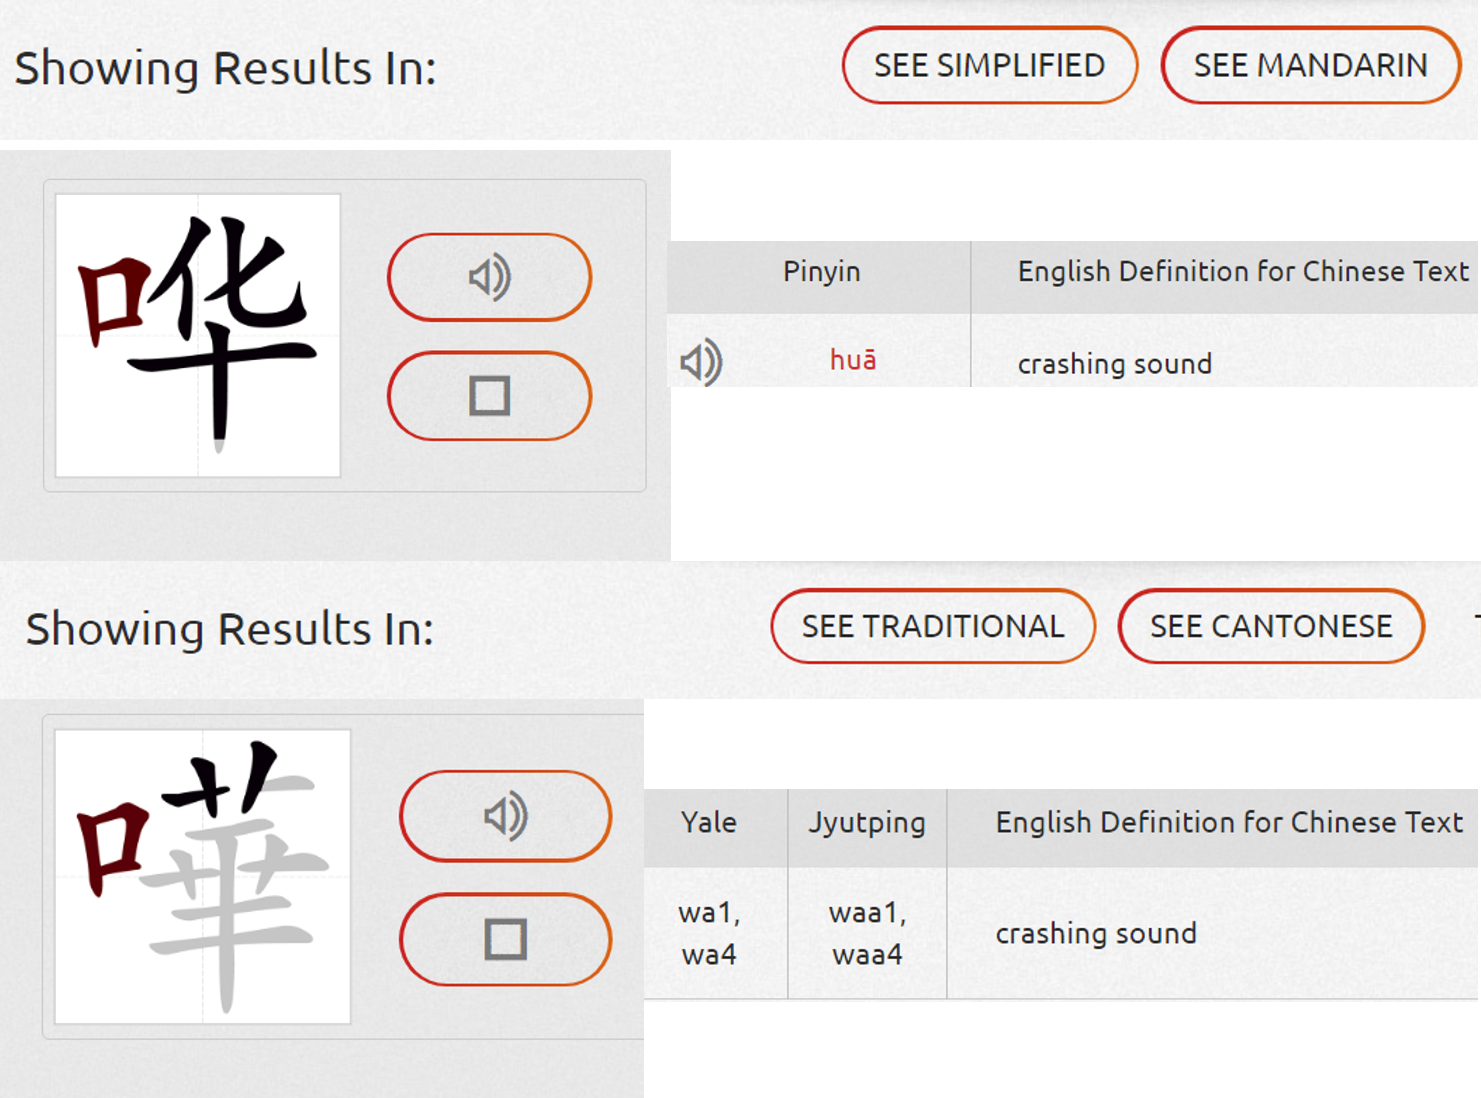 Showing Results In: SEE SIMPLIFIED SEE MANDARIN
哗
Pinyin English Definition for Chinese Text
huā crashing sound
Showing Results In: SEE TRADITIONAL SEE CANTONESE
嘩
Yale Jyutping English Definition for Chinese Text
wa1, waa1,
crashing sound
wa4 waa4